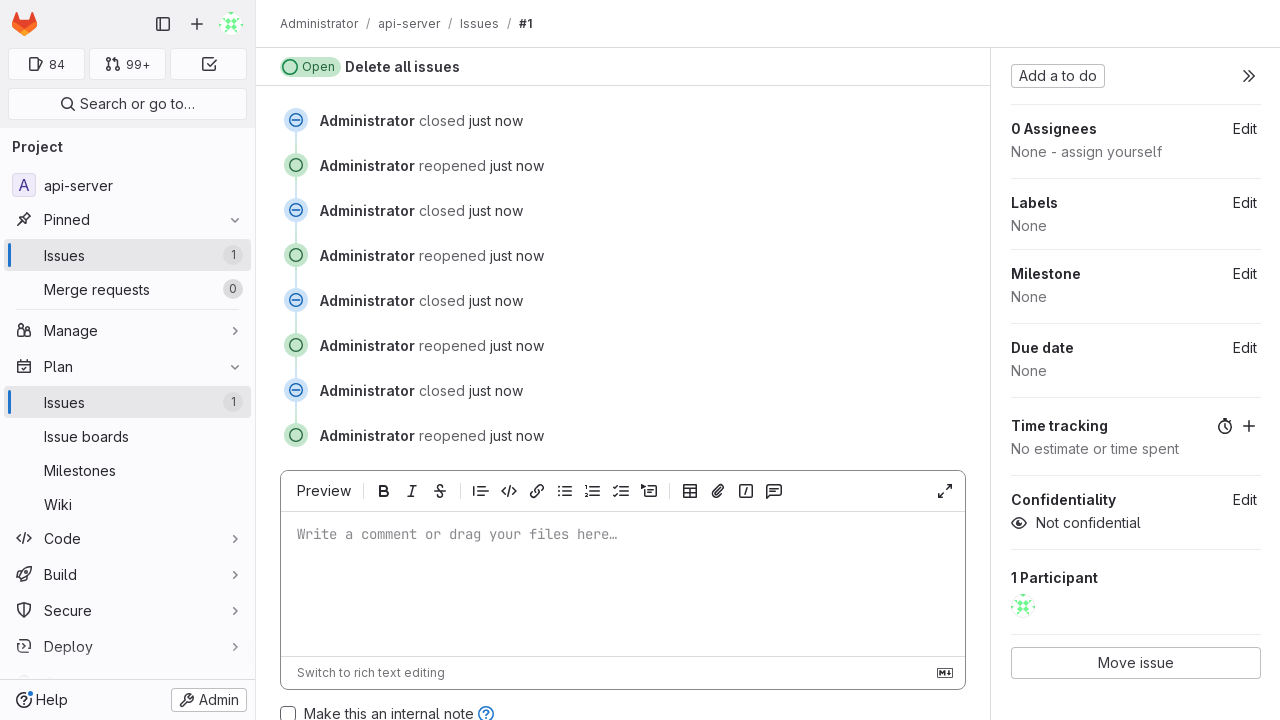 Administrator / api-server / Issues / #1
84
99+
Search or go to…
Project
A api-server
Pinned
Issues 1
Merge requests 0
Manage
Plan
Issues 1
Issue boards
Milestones
Wiki
Code
Build
Secure
Deploy
Help
Admin
Open Delete all issues
Administrator closed just now
Administrator reopened just now
Administrator closed just now
Administrator reopened just now
Administrator closed just now
Administrator reopened just now
Administrator closed just now
Administrator reopened just now
Preview
Write a comment or drag your files here…
Switch to rich text editing
Make this an internal note
Add a to do
0 Assignees Edit
None - assign yourself
Labels Edit
None
Milestone Edit
None
Due date Edit
None
Time tracking
No estimate or time spent
Confidentiality Edit
Not confidential
1 Participant
Move issue